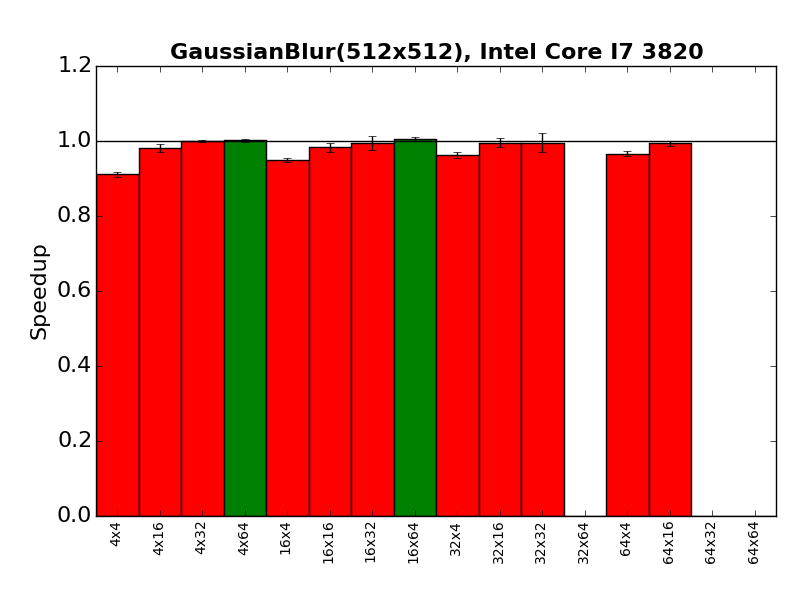 GaussianBlur(512x512), Intel Core I7 3820
1.2
1.0
0.8
0.6
0.4
0.2
0.0
Speedup
4x4
4x16
4x32
4x64
16x4
16x16
16x32
16x64
32x4
32x16
32x32
32x64
64x4
64x16
64x32
64x64